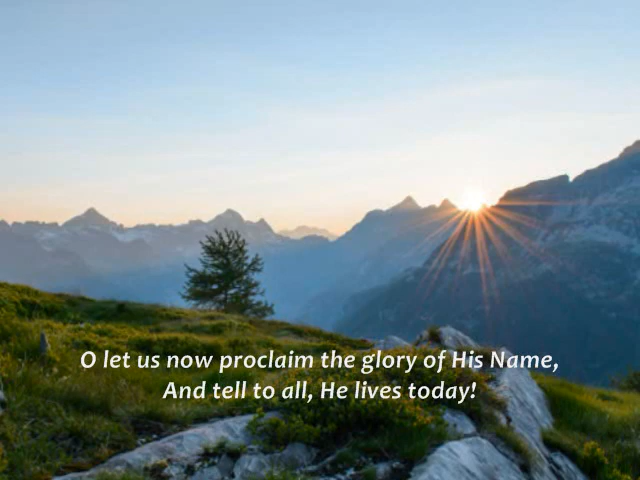 O let us now proclaim the glory of His Name,
And tell to all, He lives today!